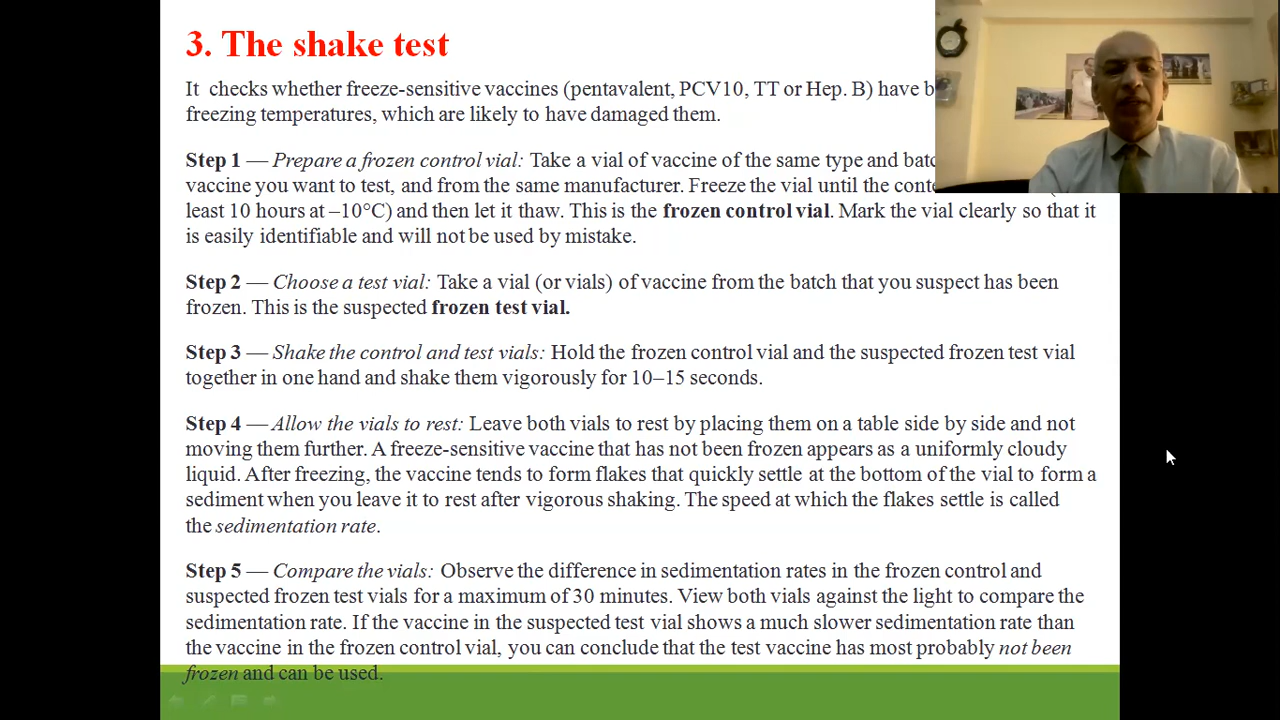 3. The shake test
It checks whether freeze-sensitive vaccines (pentavalent, PCV10, TT or Hep. B) have
freezing temperatures, which are likely to have damaged them.
Step 1 — Prepare a frozen control vial: Take a vial of vaccine of the same type and
vaccine you want to test, and from the same manufacturer. Freeze the vial until the
least 10 hours at –10°C) and then let it thaw. This is the frozen control vial. Mark the vial clearly so that it
is easily identifiable and will not be used by mistake.
Step 2 — Choose a test vial: Take a vial (or vials) of vaccine from the batch that you suspect has been
frozen. This is the suspected frozen test vial.
Step 3 — Shake the control and test vials: Hold the frozen control vial and the suspected frozen test vial
together in one hand and shake them vigorously for 10–15 seconds.
Step 4 — Allow the vials to rest: Leave both vials to rest by placing them on a table side by side and not
moving them further. A freeze-sensitive vaccine that has not been frozen appears as a uniformly cloudy
liquid. After freezing, the vaccine tends to form flakes that quickly settle at the bottom of the vial to form a
sediment when you leave it to rest after vigorous shaking. The speed at which the flakes settle is called
the sedimentation rate.
Step 5 — Compare the vials: Observe the difference in sedimentation rates in the frozen control and
suspected frozen test vials for a maximum of 30 minutes. View both vials against the light to compare the
sedimentation rate. If the vaccine in the suspected test vial shows a much slower sedimentation rate than
the vaccine in the frozen control vial, you can conclude that the test vaccine has most probably not been
frozen and can be used.